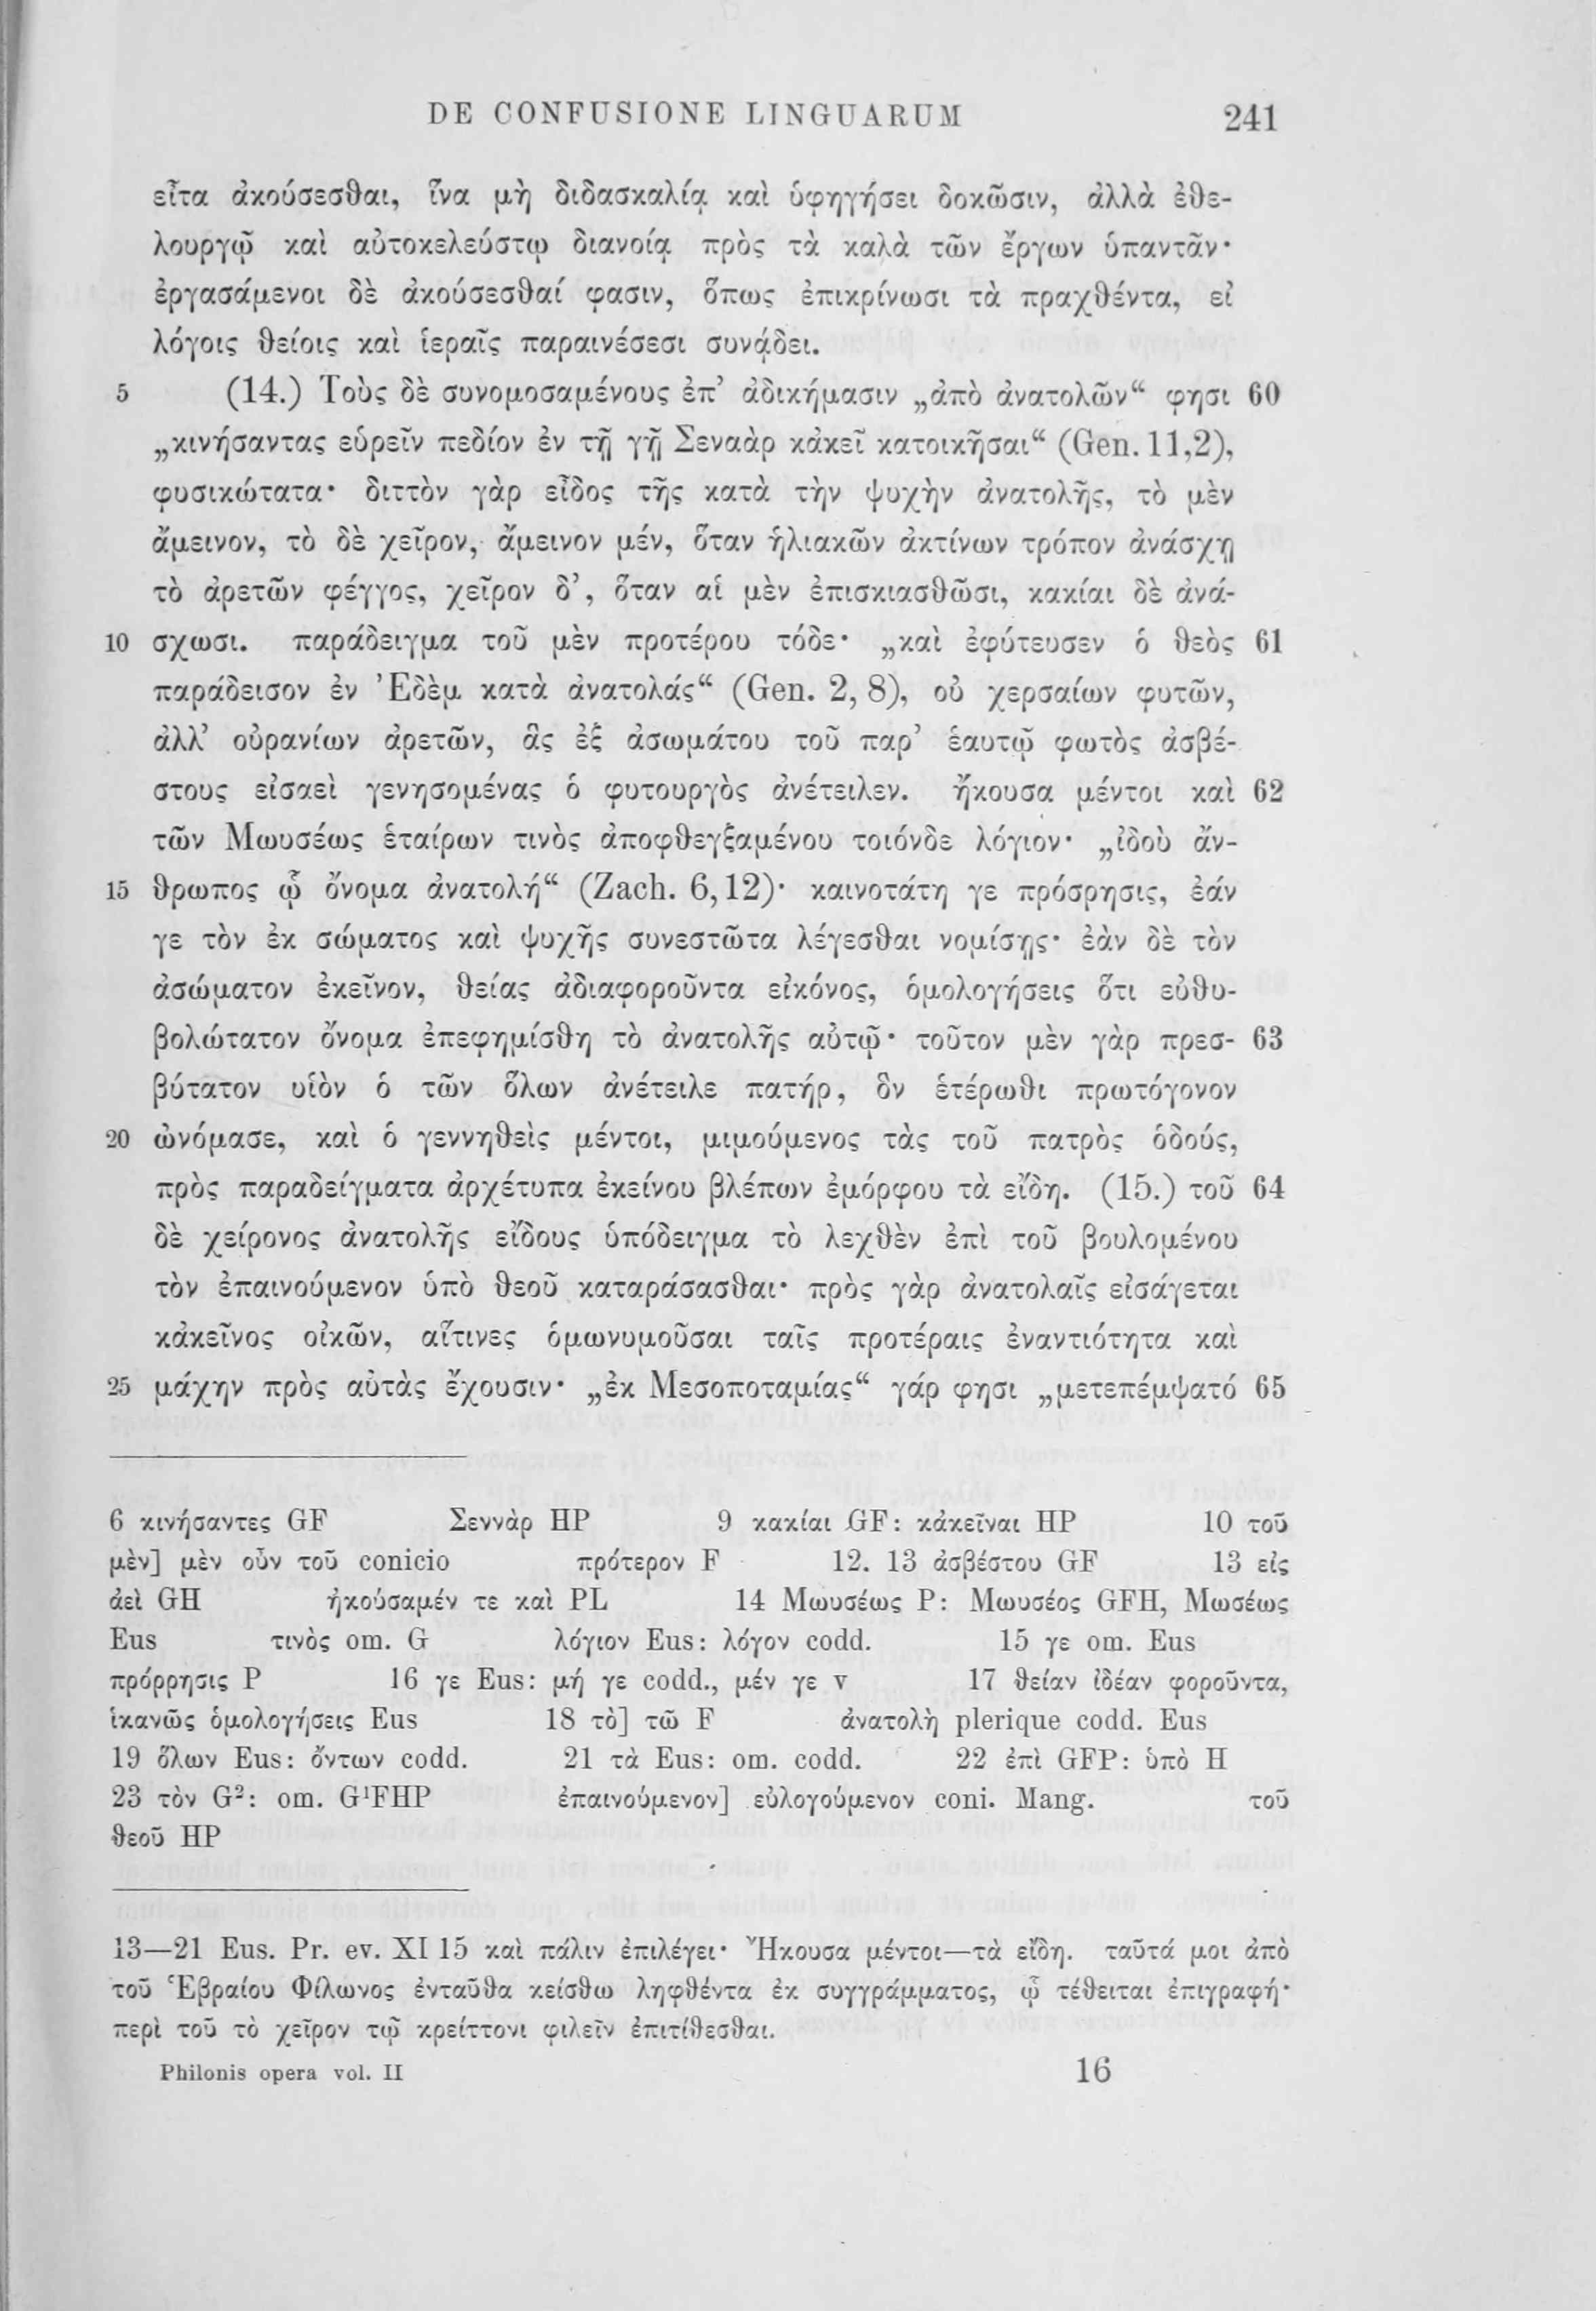 DE CONFUSIONE LINGUARUM 241
εἶτα ἀκούσεσθαι, ἵνα μὴ διδασκαλίᾳ καὶ ὑφηγήσει δοκῶσιν, ἀλλὰ ἐθε-
λουργῷ καὶ αὐτοκελεύστῳ διανοίᾳ πρὸς τὰ καλὰ τῶν ἔργων ὑπαντᾶν·
ἐργασάμενοι δὲ ἀκούσεσθαί φασιν, ὅπως ἐπικρίνωσι τὰ πραχθέντα, εἰ
λόγοις θείοις καὶ ἱεραῖς παραινέσεσι συνᾴδει.
5 (14.) Τοὺς δὲ συνομοσαμένους ἐπ’ ἀδικήμασιν „ἀπὸ ἀνατολῶν“ φησι 60
„κινήσαντας εὑρεῖν πεδίον ἐν τῇ γῇ Σεναὰρ κἀκεῖ κατοικῆσαι“ (Gen. 11,2),
φυσικώτατα· διττὸν γὰρ εἶδος τῆς κατὰ τὴν ψυχὴν ἀνατολῆς, τὸ μὲν
ἄμεινον, τὸ δὲ χεῖρον, ἄμεινον μέν, ὅταν ἡλιακῶν ἀκτίνων τρόπον ἀνάσχῃ
τὸ ἀρετῶν φέγγος, χεῖρον δ’, ὅταν αἱ μὲν ἐπισκιασθῶσι, κακίαι δὲ ἀνά-
10 σχωσι. παράδειγμα τοῦ μὲν προτέρου τόδε· „καὶ ἐφύτευσεν ὁ θεὸς 61
παράδεισον ἐν Ἐδὲμ κατὰ ἀνατολάς“ (Gen. 2, 8), οὐ χερσαίων φυτῶν,
ἀλλ’ οὐρανίων ἀρετῶν, ἃς ἐξ ἀσωμάτου τοῦ παρ’ ἑαυτῷ φωτὸς ἀσβέ-
στους εἰσαεὶ γενησομένας ὁ φυτουργὸς ἀνέτειλεν. ἤκουσα μέντοι καὶ 62
τῶν Μωυσέως ἑταίρων τινὸς ἀποφθεγξαμένου τοιόνδε λόγιον· „ἰδοὺ ἄν-
15 θρωπος ᾧ ὄνομα ἀνατολή“ (Zach. 6,12)· καινοτάτη γε πρόσρησις, ἐάν
γε τὸν ἐκ σώματος καὶ ψυχῆς συνεστῶτα λέγεσθαι νομίσῃς· ἐὰν δὲ τὸν
ἀσώματον ἐκεῖνον, θείας ἀδιαφοροῦντα εἰκόνος, ὁμολογήσεις ὅτι εὐθυ-
βολώτατον ὄνομα ἐπεφημίσθη τὸ ἀνατολῆς αὐτῷ· τοῦτον μὲν γὰρ πρεσ- 63
βύτατον υἱὸν ὁ τῶν ὅλων ἀνέτειλε πατήρ, ὃν ἑτέρωθι πρωτόγονον
20 ὠνόμασε, καὶ ὁ γεννηθεὶς μέντοι, μιμούμενος τὰς τοῦ πατρὸς ὁδούς,
πρὸς παραδείγματα ἀρχέτυπα ἐκείνου βλέπων ἐμόρφου τὰ εἴδη. (15.) τοῦ 64
δὲ χείρονος ἀνατολῆς εἴδους ὑπόδειγμα τὸ λεχθὲν ἐπὶ τοῦ βουλομένου
τὸν ἐπαινούμενον ὑπὸ θεοῦ καταράσασθαι· πρὸς γὰρ ἀνατολαῖς εἰσάγεται
κἀκεῖνος οἰκῶν, αἵτινες ὁμωνυμοῦσαι ταῖς προτέραις ἐναντιότητα καὶ
25 μάχην πρὸς αὐτὰς ἔχουσιν· „ἐκ Μεσοποταμίας“ γάρ φησι „μετεπέμψατό 65
6 κινήσαντες GF Σεννὰρ HP 9 κακίαι GF: κἀκεῖναι HP 10 τοῦ
μὲν] μὲν οὖν τοῦ conicio πρότερον F 12. 13 ἀσβέστου GF 13 εἰς
ἀεὶ GH ἠκούσαμέν τε καὶ PL 14 Μωυσέως P: Μωυσέος GFH, Μωσέως
Eus τινὸς om. G λόγιον Eus: λόγον codd. 15 γε om. Eus
πρόρρησις P 16 γε Eus: μή γε codd., μέν γε v 17 θείαν ἰδέαν φοροῦντα,
ἱκανῶς ὁμολογήσεις Eus 18 τὸ] τῶ F ἀνατολὴ plerique codd. Eus
19 ὅλων Eus: ὄντων codd. 21 τὰ Eus: om. codd. 22 ἐπὶ GFP: ὑπὸ H
23 τὸν G²: om. G¹FHP ἐπαινούμενον] εὐλογούμενον coni. Mang. τοῦ
θεοῦ HP
13—21 Eus. Pr. ev. XI 15 καὶ πάλιν ἐπιλέγει· Ἤκουσα μέντοι—τὰ εἴδη. ταῦτά μοι ἀπὸ
τοῦ Ἑβραίου Φίλωνος ἐνταῦθα κείσθω ληφθέντα ἐκ συγγράμματος, ᾧ τέθειται ἐπιγραφή·
περὶ τοῦ τὸ χεῖρον τῷ κρείττονι φιλεῖν ἐπιτίθεσθαι.
Philonis opera vol. II 16